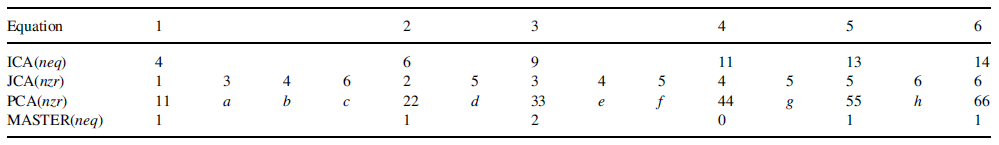 Equation 1 2 3 4 5 6
ICA(neq) 4 6 9 11 13 14
JCA(nzr) 1 3 4 6 2 5 3 4 5 4 5 5 6 6
PCA(nzr) 11 a b c 22 d 33 e f 44 g 55 h 66
MASTER(neq) 1 1 2 0 1 1